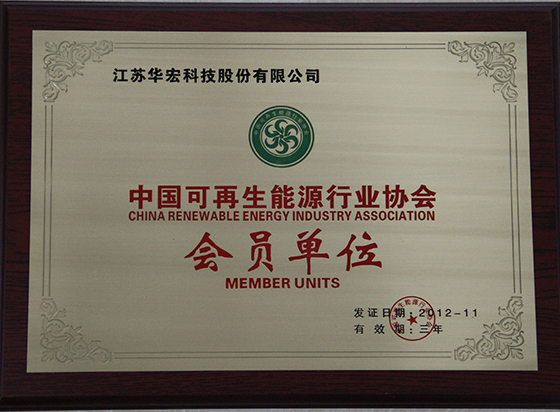 江苏华宏科技股份有限公司
中国可再生能源行业协会
CHINA RENEWABLE ENERGY INDUSTRY ASSOCIATION
会员单位
MEMBER UNITS
发证日期：2012-11
有效期：三年